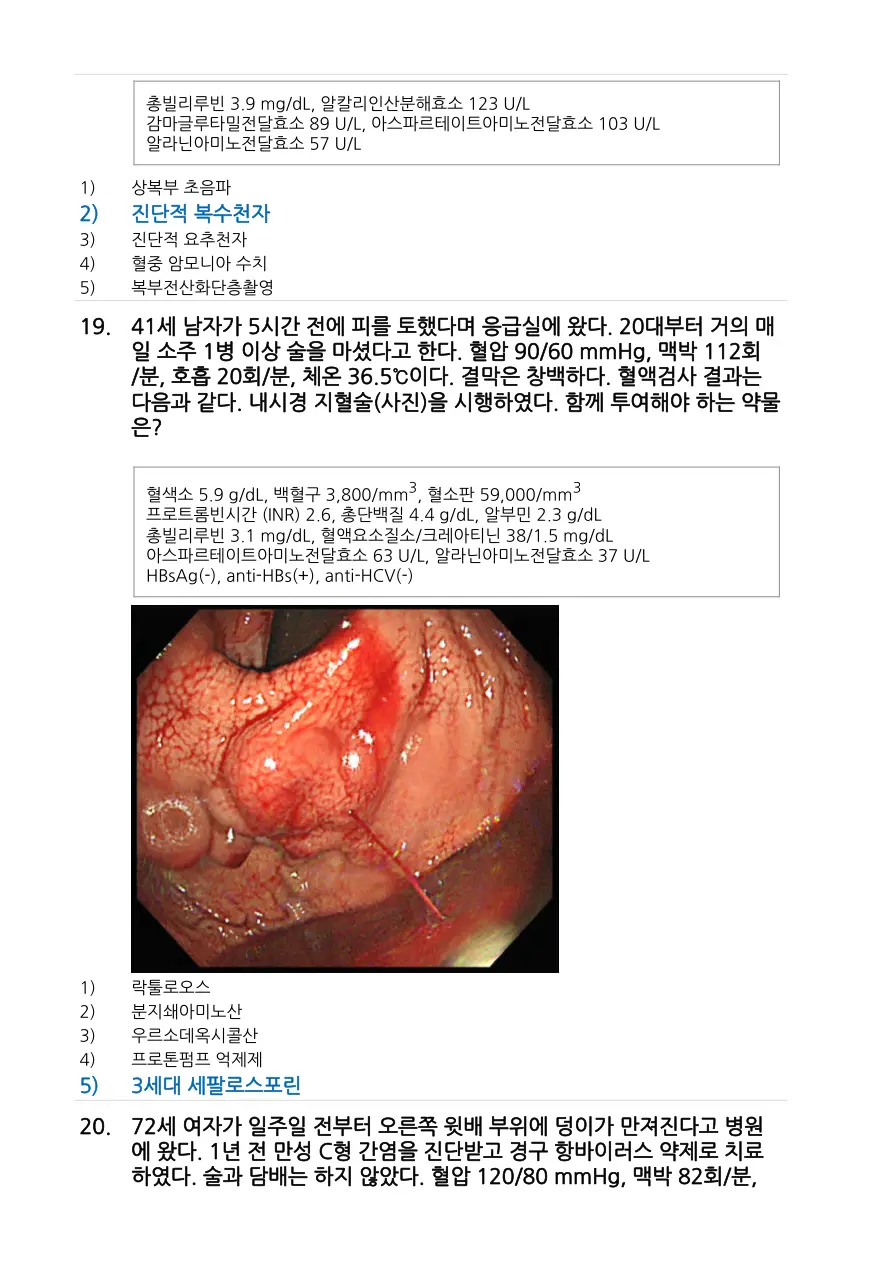 총빌리루빈 3.9 mg/dL, 알칼리인산분해효소 123 U/L
감마글루타밀전달효소 89 U/L, 아스파르테이트아미노전달효소 103 U/L
알라닌아미노전달효소 57 U/L
1) 상복부 초음파
2) 진단적 복수천자
3) 진단적 요추천자
4) 혈중 암모니아 수치
5) 복부전산화단층촬영
19. 41세 남자가 5시간 전에 피를 토했다며 응급실에 왔다. 20대부터 거의 매
일 소주 1병 이상 술을 마셨다고 한다. 혈압 90/60 mmHg, 맥박 112회
/분, 호흡 20회/분, 체온 36.5℃이다. 결막은 창백하다. 혈액검사 결과는
다음과 같다. 내시경 지혈술(사진)을 시행하였다. 함께 투여해야 하는 약물
은?
혈색소 5.9 g/dL, 백혈구 3,800/mm³, 혈소판 59,000/mm³
프로트롬빈시간 (INR) 2.6, 총단백질 4.4 g/dL, 알부민 2.3 g/dL
총빌리루빈 3.1 mg/dL, 혈액요소질소/크레아티닌 38/1.5 mg/dL
아스파르테이트아미노전달효소 63 U/L, 알라닌아미노전달효소 37 U/L
HBsAg(-), anti-HBs(+), anti-HCV(-)
1) 락툴로오스
2) 분지쇄아미노산
3) 우르소데옥시콜산
4) 프로톤펌프 억제제
5) 3세대 세팔로스포린
20. 72세 여자가 일주일 전부터 오른쪽 윗배 부위에 덩이가 만져진다고 병원
에 왔다. 1년 전 만성 C형 간염을 진단받고 경구 항바이러스 약제로 치료
하였다. 술과 담배는 하지 않았다. 혈압 120/80 mmHg, 맥박 82회/분,